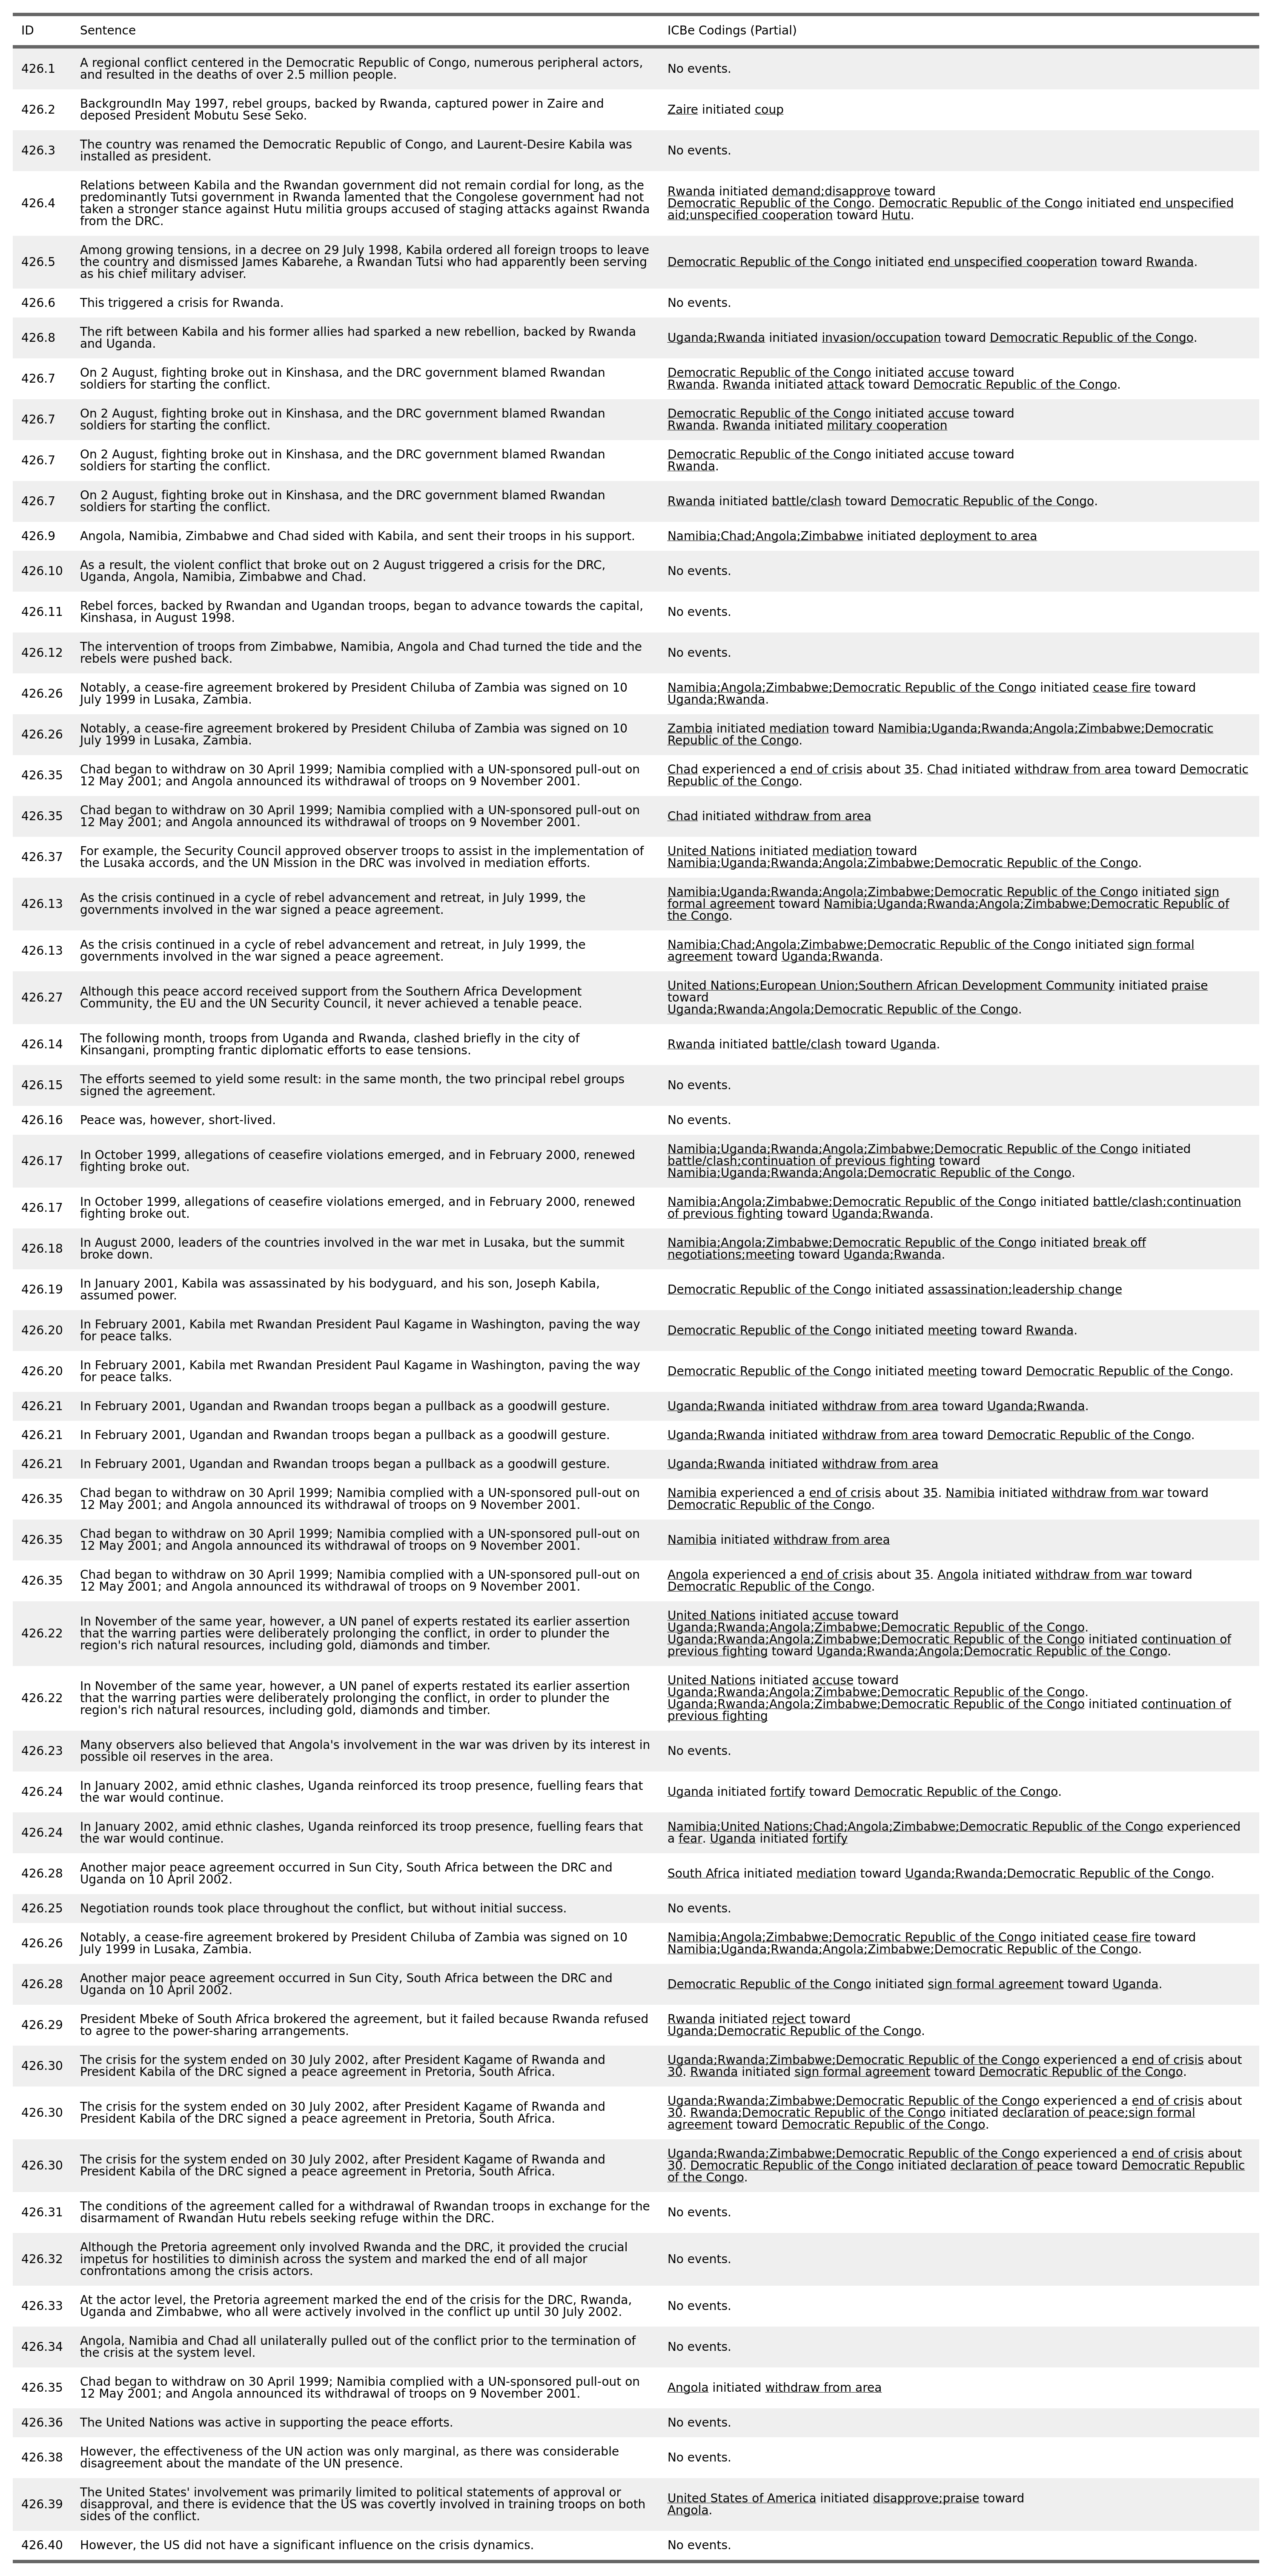 ID Sentence ICBe Codings (Partial)
426.1 A regional conflict centered in the Democratic Republic of Congo, numerous peripheral actors,
and resulted in the deaths of over 2.5 million people. No events.
426.2 BackgroundIn May 1997, rebel groups, backed by Rwanda, captured power in Zaire and
deposed President Mobutu Sese Seko. Zaire initiated coup
426.3 The country was renamed the Democratic Republic of Congo, and Laurent-Desire Kabila was
installed as president. No events.
426.4 Relations between Kabila and the Rwandan government did not remain cordial for long, as the
predominantly Tutsi government in Rwanda lamented that the Congolese government had not
taken a stronger stance against Hutu militia groups accused of staging attacks against Rwanda
from the DRC.
Rwanda initiated demand;disapprove toward
Democratic Republic of the Congo. Democratic Republic of the Congo initiated end unspecified
aid;unspecified cooperation toward Hutu.
426.5 Among growing tensions, in a decree on 29 July 1998, Kabila ordered all foreign troops to leave
the country and dismissed James Kabarehe, a Rwandan Tutsi who had apparently been serving
as his chief military adviser.
Democratic Republic of the Congo initiated end unspecified cooperation toward Rwanda.
426.6 This triggered a crisis for Rwanda. No events.
426.8 The rift between Kabila and his former allies had sparked a new rebellion, backed by Rwanda
and Uganda.
Uganda;Rwanda initiated invasion/occupation toward Democratic Republic of the Congo.
426.7 On 2 August, fighting broke out in Kinshasa, and the DRC government blamed Rwandan
soldiers for starting the conflict.
Democratic Republic of the Congo initiated accuse toward
Rwanda. Rwanda initiated attack toward Democratic Republic of the Congo.
426.7 On 2 August, fighting broke out in Kinshasa, and the DRC government blamed Rwandan
soldiers for starting the conflict.
Democratic Republic of the Congo initiated accuse toward
Rwanda. Rwanda initiated military cooperation
426.7 On 2 August, fighting broke out in Kinshasa, and the DRC government blamed Rwandan
soldiers for starting the conflict.
Democratic Republic of the Congo initiated accuse toward
Rwanda.
426.7 On 2 August, fighting broke out in Kinshasa, and the DRC government blamed Rwandan
soldiers for starting the conflict.
Rwanda initiated battle/clash toward Democratic Republic of the Congo.
426.9 Angola, Namibia, Zimbabwe and Chad sided with Kabila, and sent their troops in his support. Namibia;Chad;Angola;Zimbabwe initiated deployment to area
426.10 As a result, the violent conflict that broke out on 2 August triggered a crisis for the DRC,
Uganda, Angola, Namibia, Zimbabwe and Chad. No events.
426.11 Rebel forces, backed by Rwandan and Ugandan troops, began to advance towards the capital,
Kinshasa, in August 1998. No events.
426.12 The intervention of troops from Zimbabwe, Namibia, Angola and Chad turned the tide and the
rebels were pushed back. No events.
426.26 Notably, a cease-fire agreement brokered by President Chiluba of Zambia was signed on 10
July 1999 in Lusaka, Zambia.
Namibia;Angola;Zimbabwe;Democratic Republic of the Congo initiated cease fire toward
Uganda;Rwanda.
426.26 Notably, a cease-fire agreement brokered by President Chiluba of Zambia was signed on 10
July 1999 in Lusaka, Zambia.
Zambia initiated mediation toward Namibia;Uganda;Rwanda;Angola;Zimbabwe;Democratic
Republic of the Congo.
426.35 Chad began to withdraw on 30 April 1999; Namibia complied with a UN-sponsored pull-out on
12 May 2001; and Angola announced its withdrawal of troops on 9 November 2001.
Chad experienced a end of crisis about 35. Chad initiated withdraw from area toward Democratic
Republic of the Congo.
426.35 Chad began to withdraw on 30 April 1999; Namibia complied with a UN-sponsored pull-out on
12 May 2001; and Angola announced its withdrawal of troops on 9 November 2001.
Chad initiated withdraw from area
426.37 For example, the Security Council approved observer troops to assist in the implementation of
the Lusaka accords, and the UN Mission in the DRC was involved in mediation efforts.
United Nations initiated mediation toward
Namibia;Uganda;Rwanda;Angola;Zimbabwe;Democratic Republic of the Congo.
426.13 As the crisis continued in a cycle of rebel advancement and retreat, in July 1999, the
governments involved in the war signed a peace agreement.
Namibia;Uganda;Rwanda;Angola;Zimbabwe;Democratic Republic of the Congo initiated sign
formal agreement toward Namibia;Uganda;Rwanda;Angola;Zimbabwe;Democratic Republic of
the Congo.
426.13 As the crisis continued in a cycle of rebel advancement and retreat, in July 1999, the
governments involved in the war signed a peace agreement.
Namibia;Chad;Angola;Zimbabwe;Democratic Republic of the Congo initiated sign formal
agreement toward Uganda;Rwanda.
426.27 Although this peace accord received support from the Southern Africa Development
Community, the EU and the UN Security Council, it never achieved a tenable peace.
United Nations;European Union;Southern African Development Community initiated praise
toward
Uganda;Rwanda;Angola;Democratic Republic of the Congo.
426.14 The following month, troops from Uganda and Rwanda, clashed briefly in the city of
Kinsangani, prompting frantic diplomatic efforts to ease tensions.
Rwanda initiated battle/clash toward Uganda.
426.15 The efforts seemed to yield some result: in the same month, the two principal rebel groups
signed the agreement. No events.
426.16 Peace was, however, short-lived. No events.
426.17 In October 1999, allegations of ceasefire violations emerged, and in February 2000, renewed
fighting broke out.
Namibia;Uganda;Rwanda;Angola;Zimbabwe;Democratic Republic of the Congo initiated
battle/clash;continuation of previous fighting toward
Namibia;Uganda;Rwanda;Angola;Democratic Republic of the Congo.
426.17 In October 1999, allegations of ceasefire violations emerged, and in February 2000, renewed
fighting broke out.
Namibia;Angola;Zimbabwe;Democratic Republic of the Congo initiated battle/clash;continuation
of previous fighting toward Uganda;Rwanda.
426.18 In August 2000, leaders of the countries involved in the war met in Lusaka, but the summit
broke down.
Namibia;Angola;Zimbabwe;Democratic Republic of the Congo initiated break off
negotiations;meeting toward Uganda;Rwanda.
426.19 In January 2001, Kabila was assassinated by his bodyguard, and his son, Joseph Kabila,
assumed power.
Democratic Republic of the Congo initiated assassination;leadership change
426.20 In February 2001, Kabila met Rwandan President Paul Kagame in Washington, paving the way
for peace talks.
Democratic Republic of the Congo initiated meeting toward Rwanda.
426.20 In February 2001, Kabila met Rwandan President Paul Kagame in Washington, paving the way
for peace talks.
Democratic Republic of the Congo initiated meeting toward Democratic Republic of the Congo.
426.21 In February 2001, Ugandan and Rwandan troops began a pullback as a goodwill gesture. Uganda;Rwanda initiated withdraw from area toward Uganda;Rwanda.
426.21 In February 2001, Ugandan and Rwandan troops began a pullback as a goodwill gesture. Uganda;Rwanda initiated withdraw from area toward Democratic Republic of the Congo.
426.21 In February 2001, Ugandan and Rwandan troops began a pullback as a goodwill gesture. Uganda;Rwanda initiated withdraw from area
426.35 Chad began to withdraw on 30 April 1999; Namibia complied with a UN-sponsored pull-out on
12 May 2001; and Angola announced its withdrawal of troops on 9 November 2001.
Namibia experienced a end of crisis about 35. Namibia initiated withdraw from war toward
Democratic Republic of the Congo.
426.35 Chad began to withdraw on 30 April 1999; Namibia complied with a UN-sponsored pull-out on
12 May 2001; and Angola announced its withdrawal of troops on 9 November 2001.
Namibia initiated withdraw from area
426.35 Chad began to withdraw on 30 April 1999; Namibia complied with a UN-sponsored pull-out on
12 May 2001; and Angola announced its withdrawal of troops on 9 November 2001.
Angola experienced a end of crisis about 35. Angola initiated withdraw from war toward
Democratic Republic of the Congo.
426.22 In November of the same year, however, a UN panel of experts restated its earlier assertion
that the warring parties were deliberately prolonging the conflict, in order to plunder the
region's rich natural resources, including gold, diamonds and timber.
United Nations initiated accuse toward
Uganda;Rwanda;Angola;Zimbabwe;Democratic Republic of the Congo.
Uganda;Rwanda;Angola;Zimbabwe;Democratic Republic of the Congo initiated continuation of
previous fighting toward Uganda;Rwanda;Angola;Democratic Republic of the Congo.
426.22 In November of the same year, however, a UN panel of experts restated its earlier assertion
that the warring parties were deliberately prolonging the conflict, in order to plunder the
region's rich natural resources, including gold, diamonds and timber.
United Nations initiated accuse toward
Uganda;Rwanda;Angola;Zimbabwe;Democratic Republic of the Congo.
Uganda;Rwanda;Angola;Zimbabwe;Democratic Republic of the Congo initiated continuation of
previous fighting
426.23 Many observers also believed that Angola's involvement in the war was driven by its interest in
possible oil reserves in the area. No events.
426.24 In January 2002, amid ethnic clashes, Uganda reinforced its troop presence, fuelling fears that
the war would continue.
Uganda initiated fortify toward Democratic Republic of the Congo.
426.24 In January 2002, amid ethnic clashes, Uganda reinforced its troop presence, fuelling fears that
the war would continue.
Namibia;United Nations;Chad;Angola;Zimbabwe;Democratic Republic of the Congo experienced
a fear. Uganda initiated fortify
426.28 Another major peace agreement occurred in Sun City, South Africa between the DRC and
Uganda on 10 April 2002.
South Africa initiated mediation toward Uganda;Rwanda;Democratic Republic of the Congo.
426.25 Negotiation rounds took place throughout the conflict, but without initial success. No events.
426.26 Notably, a cease-fire agreement brokered by President Chiluba of Zambia was signed on 10
July 1999 in Lusaka, Zambia.
Namibia;Angola;Zimbabwe;Democratic Republic of the Congo initiated cease fire toward
Namibia;Uganda;Rwanda;Angola;Zimbabwe;Democratic Republic of the Congo.
426.28 Another major peace agreement occurred in Sun City, South Africa between the DRC and
Uganda on 10 April 2002.
Democratic Republic of the Congo initiated sign formal agreement toward Uganda.
426.29 President Mbeke of South Africa brokered the agreement, but it failed because Rwanda refused
to agree to the power-sharing arrangements.
Rwanda initiated reject toward
Uganda;Democratic Republic of the Congo.
426.30 The crisis for the system ended on 30 July 2002, after President Kagame of Rwanda and
President Kabila of the DRC signed a peace agreement in Pretoria, South Africa.
Uganda;Rwanda;Zimbabwe;Democratic Republic of the Congo experienced a end of crisis about
30. Rwanda initiated sign formal agreement toward Democratic Republic of the Congo.
426.30 The crisis for the system ended on 30 July 2002, after President Kagame of Rwanda and
President Kabila of the DRC signed a peace agreement in Pretoria, South Africa.
Uganda;Rwanda;Zimbabwe;Democratic Republic of the Congo experienced a end of crisis about
30. Rwanda;Democratic Republic of the Congo initiated declaration of peace;sign formal
agreement toward Democratic Republic of the Congo.
426.30 The crisis for the system ended on 30 July 2002, after President Kagame of Rwanda and
President Kabila of the DRC signed a peace agreement in Pretoria, South Africa.
Uganda;Rwanda;Zimbabwe;Democratic Republic of the Congo experienced a end of crisis about
30. Democratic Republic of the Congo initiated declaration of peace toward Democratic Republic
of the Congo.
426.31 The conditions of the agreement called for a withdrawal of Rwandan troops in exchange for the
disarmament of Rwandan Hutu rebels seeking refuge within the DRC. No events.
426.32 Although the Pretoria agreement only involved Rwanda and the DRC, it provided the crucial
impetus for hostilities to diminish across the system and marked the end of all major
confrontations among the crisis actors. No events.
426.33 At the actor level, the Pretoria agreement marked the end of the crisis for the DRC, Rwanda,
Uganda and Zimbabwe, who all were actively involved in the conflict up until 30 July 2002. No events.
426.34 Angola, Namibia and Chad all unilaterally pulled out of the conflict prior to the termination of
the crisis at the system level. No events.
426.35 Chad began to withdraw on 30 April 1999; Namibia complied with a UN-sponsored pull-out on
12 May 2001; and Angola announced its withdrawal of troops on 9 November 2001.
Angola initiated withdraw from area
426.36 The United Nations was active in supporting the peace efforts. No events.
426.38 However, the effectiveness of the UN action was only marginal, as there was considerable
disagreement about the mandate of the UN presence. No events.
426.39 The United States' involvement was primarily limited to political statements of approval or
disapproval, and there is evidence that the US was covertly involved in training troops on both
sides of the conflict.
United States of America initiated disapprove;praise toward
Angola.
426.40 However, the US did not have a significant influence on the crisis dynamics. No events.